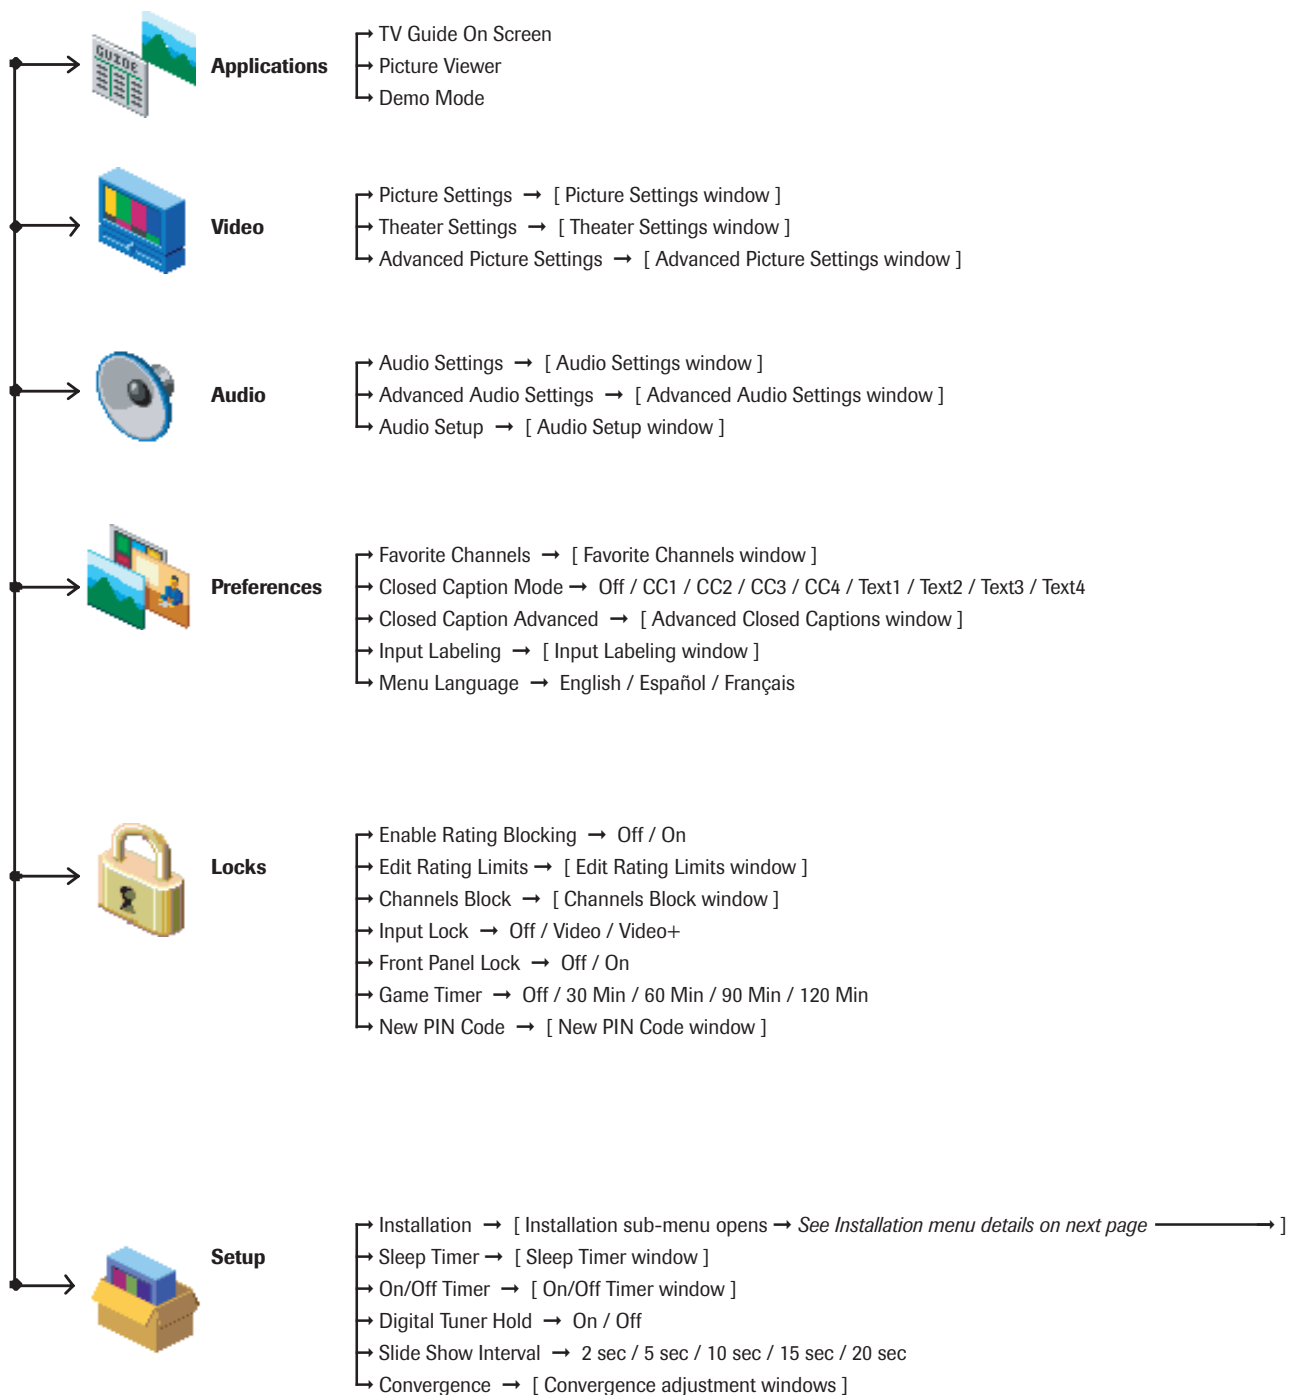 GUIDE
Applications
→ TV Guide On Screen
→ Picture Viewer
→ Demo Mode
Video
→ Picture Settings → [ Picture Settings window ]
→ Theater Settings → [ Theater Settings window ]
→ Advanced Picture Settings → [ Advanced Picture Settings window ]
Audio
→ Audio Settings → [ Audio Settings window ]
→ Advanced Audio Settings → [ Advanced Audio Settings window ]
→ Audio Setup → [ Audio Setup window ]
Preferences
→ Favorite Channels → [ Favorite Channels window ]
→ Closed Caption Mode → Off / CC1 / CC2 / CC3 / CC4 / Text1 / Text2 / Text3 / Text4
→ Closed Caption Advanced → [ Advanced Closed Captions window ]
→ Input Labeling → [ Input Labeling window ]
→ Menu Language → English / Español / Français
Locks
→ Enable Rating Blocking → Off / On
→ Edit Rating Limits → [ Edit Rating Limits window ]
→ Channels Block → [ Channels Block window ]
→ Input Lock → Off / Video / Video+
→ Front Panel Lock → Off / On
→ Game Timer → Off / 30 Min / 60 Min / 90 Min / 120 Min
→ New PIN Code → [ New PIN Code window ]
Setup
→ Installation → [ Installation sub-menu opens → See Installation menu details on next page → ]
→ Sleep Timer → [ Sleep Timer window ]
→ On/Off Timer → [ On/Off Timer window ]
→ Digital Tuner Hold → On / Off
→ Slide Show Interval → 2 sec / 5 sec / 10 sec / 15 sec / 20 sec
→ Convergence → [ Convergence adjustment windows ]